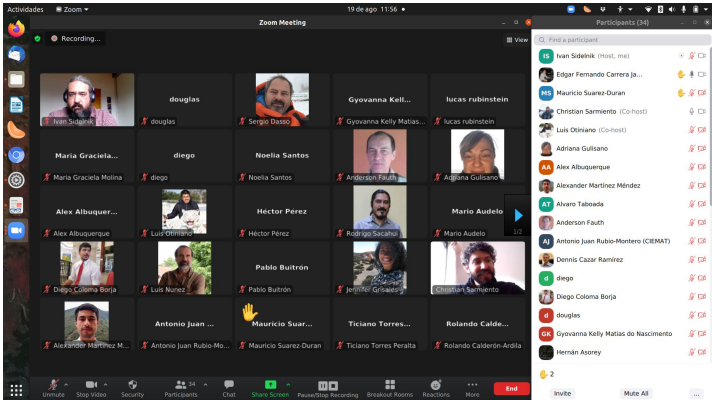 Actividades
Zoom
19 de ago 11:56
Zoom Meeting
Participants (34)
Recording...
View
Ivan Sidelnik
douglas
douglas
Sergio Dasso
Gyovanna Kell...
Gyovanna Kelly Matias...
lucas rubinstein
lucas rubinstein
Maria Graciela...
Maria Graciela Molina
diego
diego
Noelia Santos
Noelia Santos
Anderson Fauth
Adriana Gulisano
Alex Albuquer...
Alex Albuquerque
Luis Otiniano
Héctor Pérez
Héctor Pérez
Rodrigo Sacahui
Mario Audelo
Mario Audelo
1/2
Diego Coloma Borja
Luis Nunez
Pablo Buitrón
Pablo Buitrón
Jennifer Grisales
Christian Sarmiento
Alexander Martínez M...
Antonio Juan ...
Antonio Juan Rubio-Mo...
Mauricio Suar...
Mauricio Suarez-Duran
Ticiano Torres...
Ticiano Torres Peralta
Rolando Calde...
Rolando Calderón-Ardila
Unmute
Stop Video
Security
34
Participants
Chat
Share Screen
Pause/Stop Recording
Breakout Rooms
Reactions
More
End
Find a participant
IS Ivan Sidelnik (Host, me)
Edgar Fernando Carrera Ja...
MS Mauricio Suarez-Duran
Christian Sarmiento (Co-host)
Luis Otiniano (Co-host)
Adriana Gulisano
AA Alex Albuquerque
Alexander Martínez Méndez
AT Alvaro Taboada
Anderson Fauth
AJ Antonio Juan Rubio-Montero (CIEMAT)
Dennis Cazar Ramírez
d diego
Diego Coloma Borja
d douglas
GK Gyovanna Kelly Matias do Nascimento
Hernán Asorey
2
Invite
Mute All
...